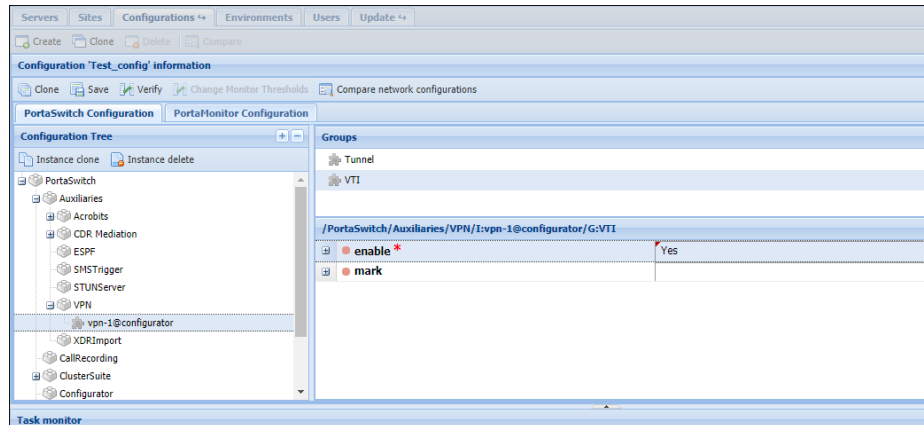 Servers Sites Configurations ↪ Environments Users Update ↪
Create Clone Delete Compare
Configuration 'Test_config' information
Clone Save Verify Change Monitor Thresholds Compare network configurations
PortaSwitch Configuration PortaMonitor Configuration
Configuration Tree
Instance clone Instance delete
PortaSwitch
Auxiliaries
Acrobits
CDR Mediation
ESPF
SMSTrigger
STUNServer
VPN
vpn-1@configurator
XDRImport
CallRecording
ClusterSuite
Configurator
Groups
Tunnel
VTI
/PortaSwitch/Auxiliaries/VPN/I:vpn-1@configurator/G:VTI
enable * Yes
mark
Task monitor